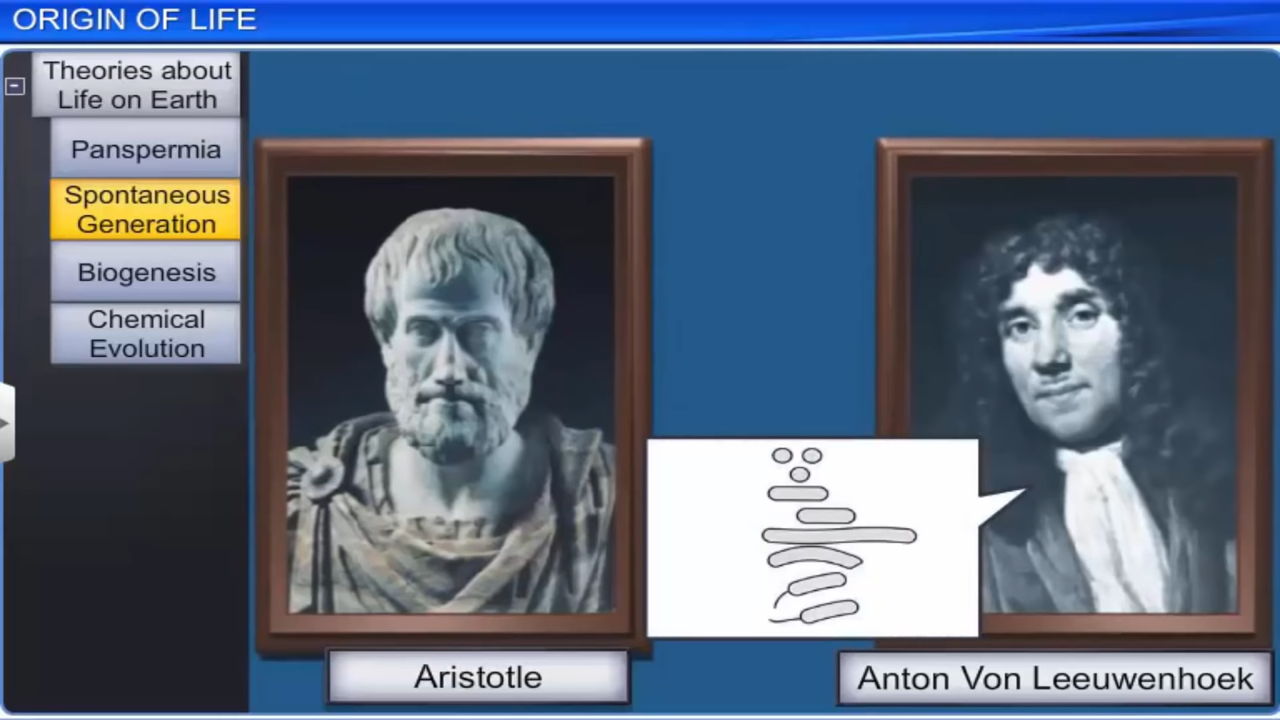 ORIGIN OF LIFE
Theories about
Life on Earth
Panspermia
Spontaneous
Generation
Biogenesis
Chemical
Evolution
Aristotle
Anton Von Leeuwenhoek